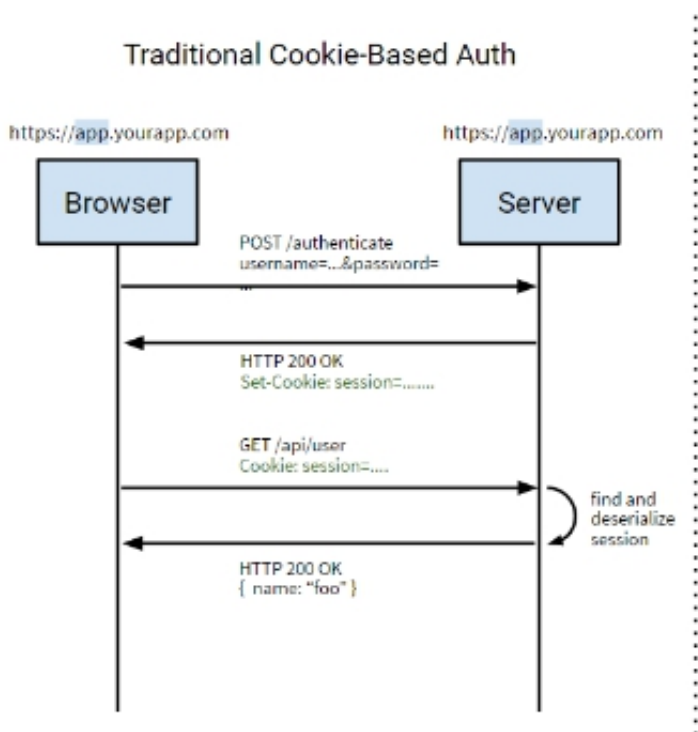 Traditional Cookie-Based Auth
https://app.yourapp.com
https://app.yourapp.com
Browser
Server
POST /authenticate
username=...&password=
...
HTTP 200 OK
Set-Cookie: session=.......
GET /api/user
Cookie: session=....
find and
deserialize
session
HTTP 200 OK
{ name: "foo" }